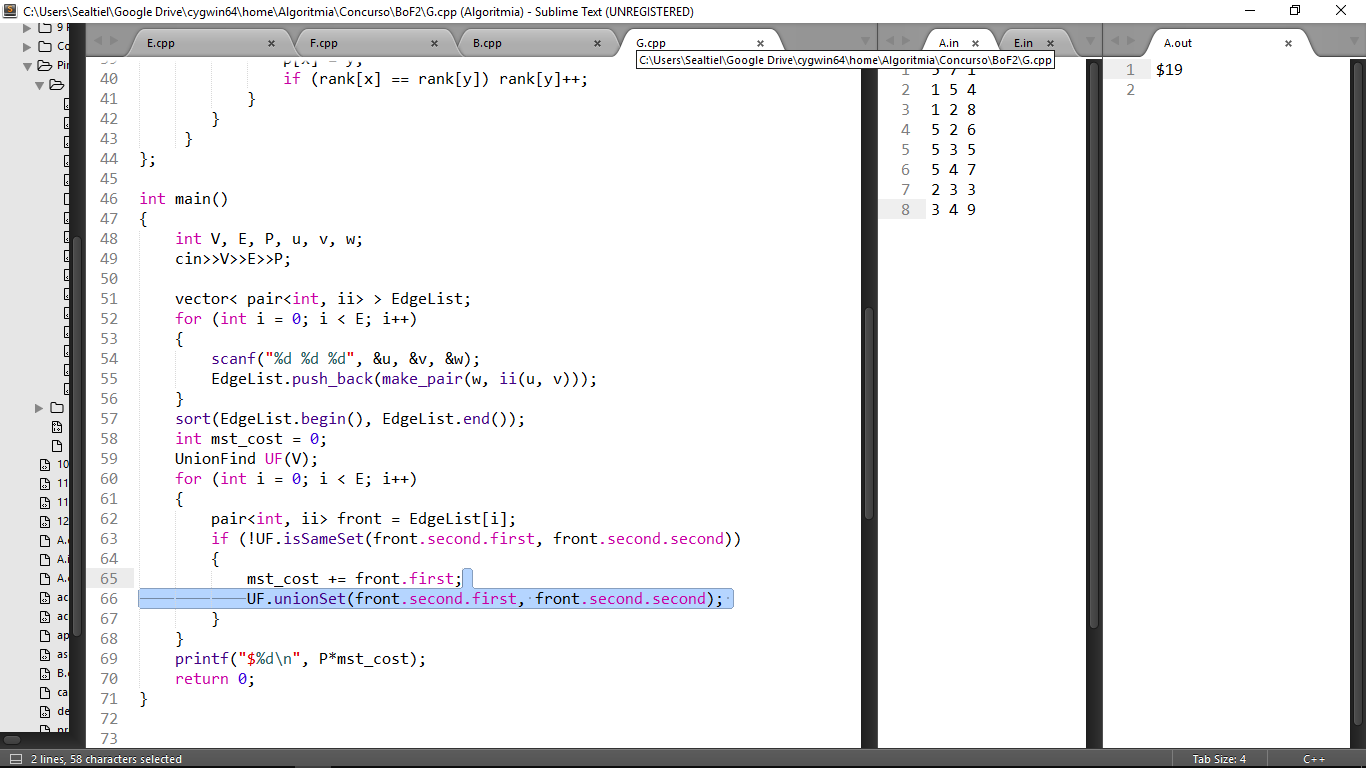 C:\Users\Sealtiel\Google Drive\cygwin64\home\Algoritmia\Concurso\BoF2\G.cpp (Algoritmia) - Sublime Text (UNREGISTERED)
E.cpp
F.cpp
B.cpp
G.cpp
A.in
E.in
A.out
C:\Users\Sealtiel\Google Drive\cygwin64\home\Algoritmia\Concurso\BoF2\G.cpp
9
Co
Pir
10
11
11
12
A.
A.i
A.
ac
ac
ap
as
B.
ca
de
pr
39 p[x] = y;
40 if (rank[x] == rank[y]) rank[y]++;
41 }
42 }
43 }
44 };
45
46 int main()
47 {
48 int V, E, P, u, v, w;
49 cin>>V>>E>>P;
50
51 vector< pair<int, ii> > EdgeList;
52 for (int i = 0; i < E; i++)
53 {
54 scanf("%d %d %d", &u, &v, &w);
55 EdgeList.push_back(make_pair(w, ii(u, v)));
56 }
57 sort(EdgeList.begin(), EdgeList.end());
58 int mst_cost = 0;
59 UnionFind UF(V);
60 for (int i = 0; i < E; i++)
61 {
62 pair<int, ii> front = EdgeList[i];
63 if (!UF.isSameSet(front.second.first, front.second.second))
64 {
65 mst_cost += front.first;
66 UF.unionSet(front.second.first, front.second.second);
67 }
68 }
69 printf("$%d\n", P*mst_cost);
70 return 0;
71 }
72
73
1 5 7 1
2 1 5 4
3 1 2 8
4 5 2 6
5 5 3 5
6 5 4 7
7 2 3 3
8 3 4 9
1 $19
2
2 lines, 58 characters selected
Tab Size: 4
C++